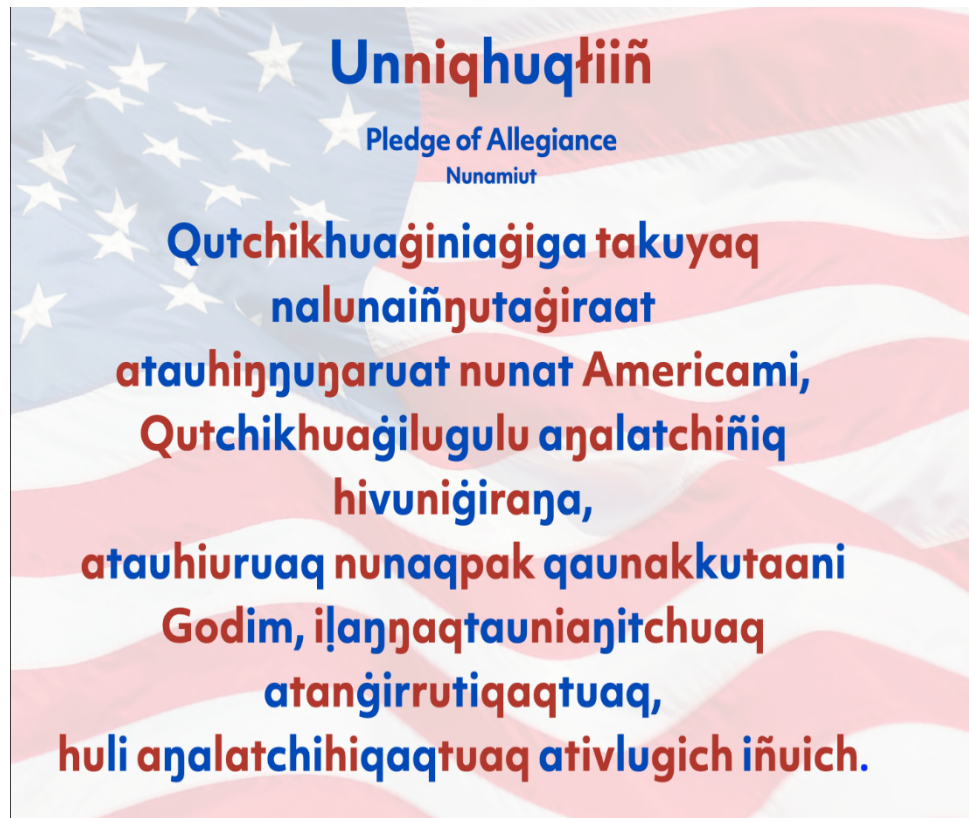 Unniqhuqłiiñ
Pledge of Allegiance
Nunamiut
Qutchikhuaġiniaġiga takuyaq
nalunaiññutaġiraat
atauhiŋŋuŋaruat nunat Americami,
Qutchikhuaġilugulu aŋalatchiñiq
hivuniġiraŋa,
atauhiuruaq nunaqpak qaunakkutaani
Godim, iḷaŋŋaqtauniaŋitchuaq
atanġirrutiqaqtuaq,
huli aŋalatchihiqaqtuaq ativlugich iñuich.